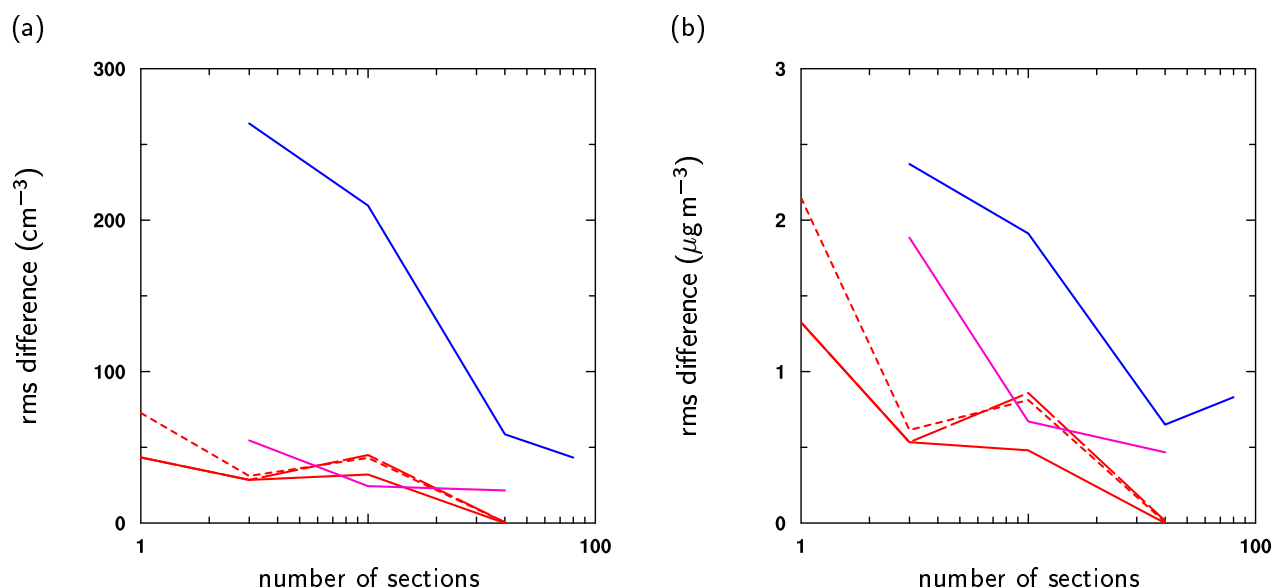 (a)
300
200
100
0
1
100
number of sections
rms difference (cm−3)
(b)
3
2
1
0
1
100
number of sections
rms difference (μg m−3)